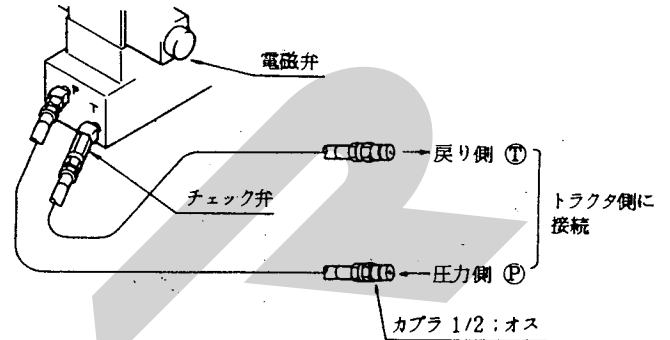 電磁弁
P
T
戻り側 Ⓣ
チェック弁
トラクタ側に
接続
圧力側 Ⓟ
カプラ 1/2;オス